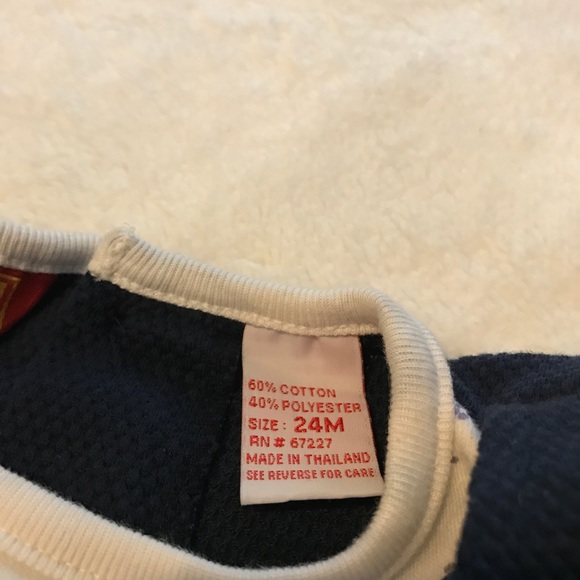 60% COTTON
40% POLYESTER
SIZE: 24M
RN # 67227
MADE IN THAILAND
SEE REVERSE FOR CARE